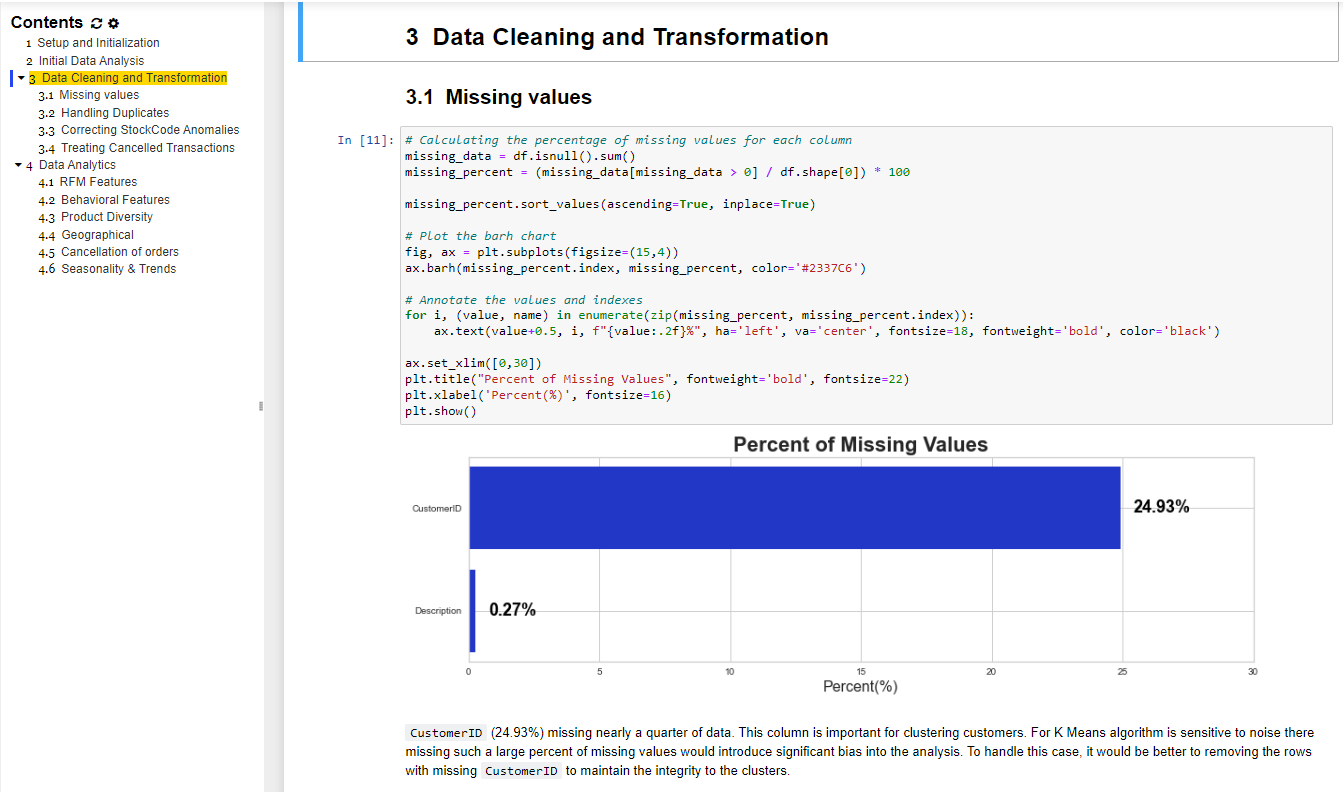 Contents
1 Setup and Initialization
2 Initial Data Analysis
3 Data Cleaning and Transformation
3.1 Missing values
3.2 Handling Duplicates
3.3 Correcting StockCode Anomalies
3.4 Treating Cancelled Transactions
4 Data Analytics
4.1 RFM Features
4.2 Behavioral Features
4.3 Product Diversity
4.4 Geographical
4.5 Cancellation of orders
4.6 Seasonality & Trends
3 Data Cleaning and Transformation
3.1 Missing values
In [11]:
# Calculating the percentage of missing values for each column
missing_data = df.isnull().sum()
missing_percent = (missing_data[missing_data > 0] / df.shape[0]) * 100
missing_percent.sort_values(ascending=True, inplace=True)
# Plot the barh chart
fig, ax = plt.subplots(figsize=(15,4))
ax.barh(missing_percent.index, missing_percent, color='#2337C6')
# Annotate the values and indexes
for i, (value, name) in enumerate(zip(missing_percent, missing_percent.index)):
    ax.text(value+0.5, i, f"{value:.2f}%", ha='left', va='center', fontsize=18, fontweight='bold', color='black')
ax.set_xlim([0,30])
plt.title("Percent of Missing Values", fontweight='bold', fontsize=22)
plt.xlabel('Percent(%)', fontsize=16)
plt.show()
Percent of Missing Values
CustomerID 24.93%
Description 0.27%
0 5 10 15 20 25 30
Percent(%)
CustomerID (24.93%) missing nearly a quarter of data. This column is important for clustering customers. For K Means algorithm is sensitive to noise there
missing such a large percent of missing values would introduce significant bias into the analysis. To handle this case, it would be better to removing the rows
with missing CustomerID to maintain the integrity to the clusters.